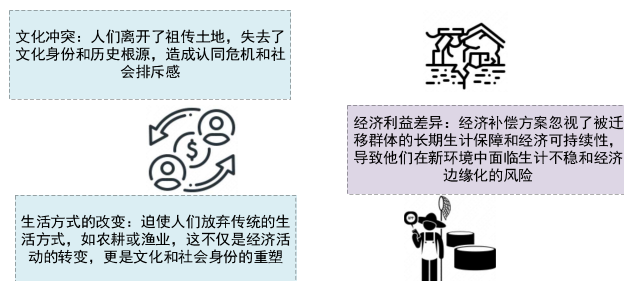 文化冲突：人们离开了祖传土地，失去了
文化身份和历史根源，造成认同危机和社
会排斥感
经济利益差异：经济补偿方案忽视了被迁
移群体的长期生计保障和经济可持续性，
导致他们在新环境中面临生计不稳和经济
边缘化的风险
$
生活方式的改变：迫使人们放弃传统的生
活方式，如农耕或渔业，这不仅是经济活
动的转变，更是文化和社会身份的重塑